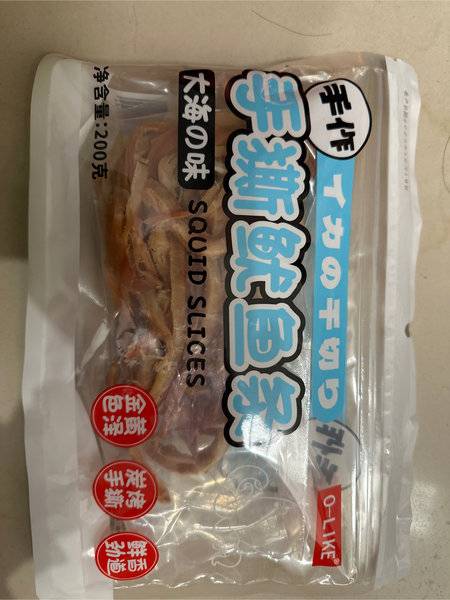 O-LIKE®
手作
イカの千切り
手撕鱿鱼条
大海の味
SQUID SLICES
净含量:200克
黄泽
金色
炭烤
手撕
香道
鲜劲